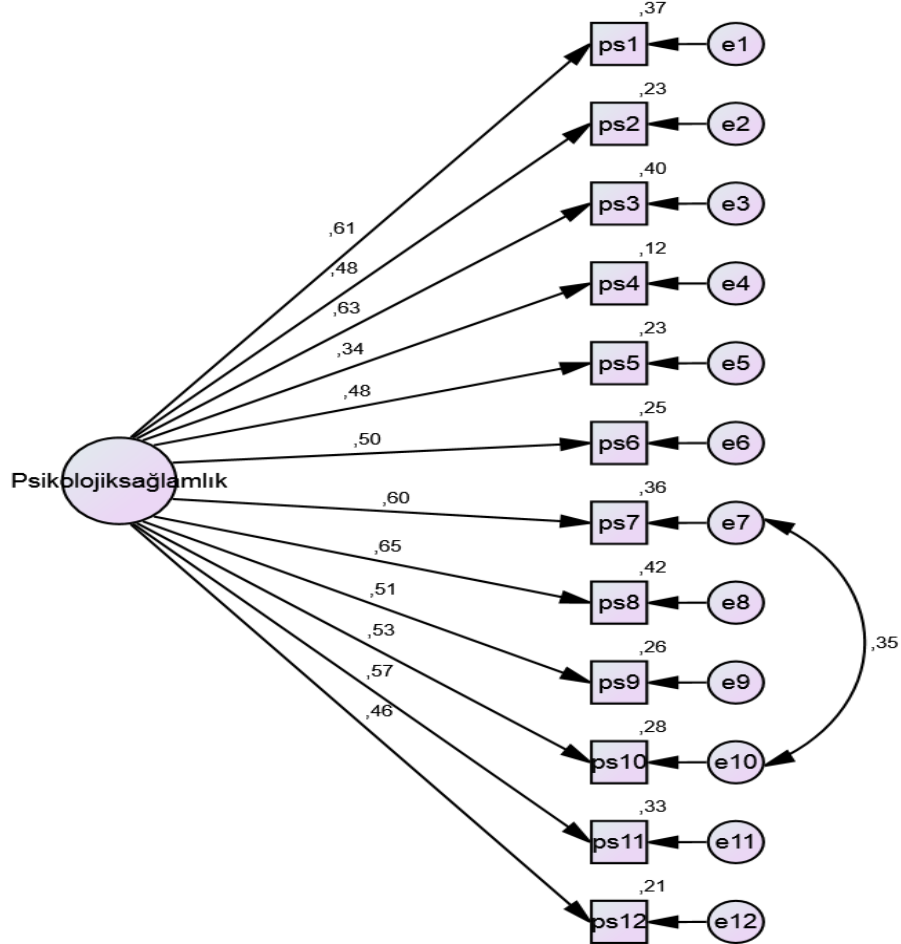 ,37
ps1 e1
,23
ps2 e2
,40
ps3 e3
,61
,12
,48
ps4 e4
,63
,23
,34
ps5 e5
,48
,25
,50
ps6 e6
Psikolojiksağlamlık
,36
,60
ps7 e7
,65
,42
,51
ps8 e8
,53
,26
,35
,57
ps9 e9
,46
,28
ps10 e10
,33
ps11 e11
,21
ps12 e12